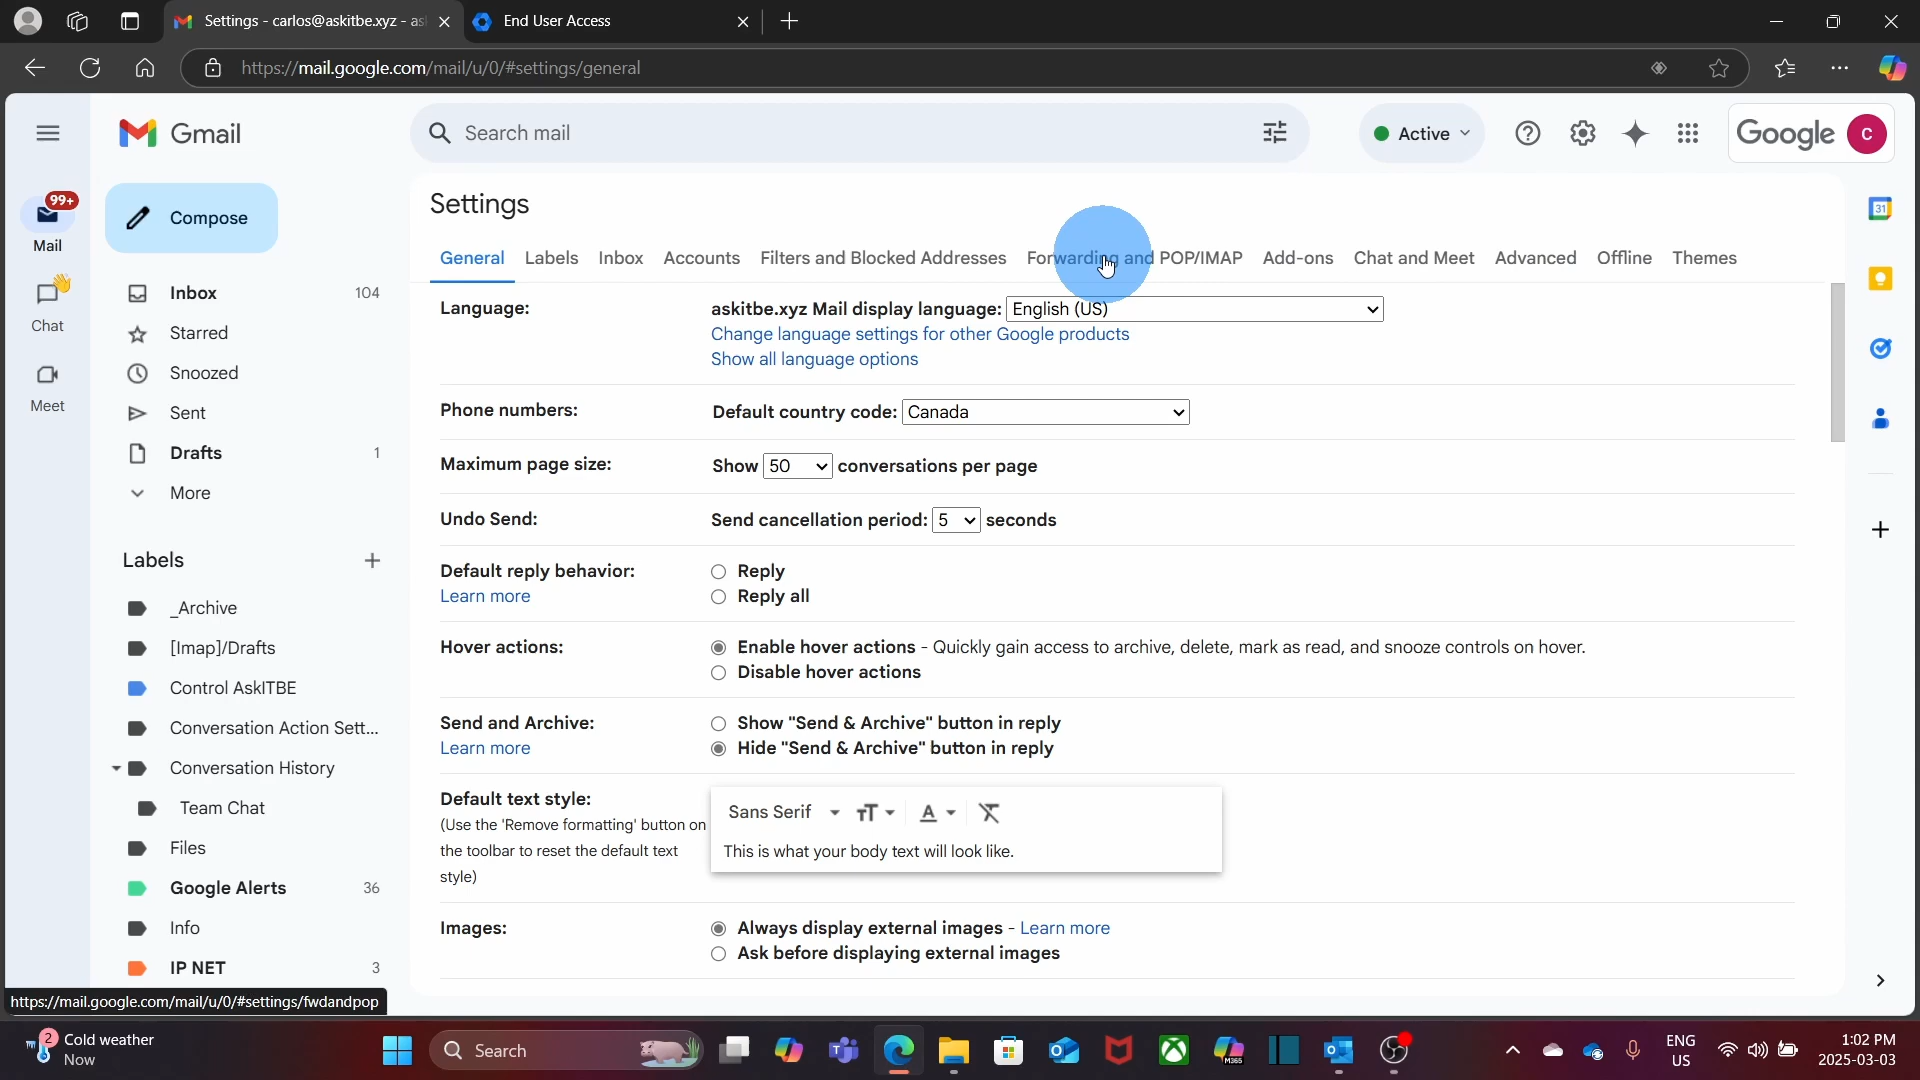 Settings - carlos@askitbe.xyz - as
End User Access
https://mail.google.com/mail/u/0/#settings/general
Gmail
Search mail
Active
Google
C
99+
Mail
Chat
Meet
Compose
Inbox 104
Starred
Snoozed
Sent
Drafts 1
More
Labels
_Archive
[Imap]/Drafts
Control AskITBE
Conversation Action Sett...
Conversation History
Team Chat
Files
Google Alerts 36
Info
IP NET 3
Settings
General Labels Inbox Accounts Filters and Blocked Addresses Forwarding and POP/IMAP Add-ons Chat and Meet Advanced Offline Themes
Language: askitbe.xyz Mail display language: English (US)
Change language settings for other Google products
Show all language options
Phone numbers: Default country code: Canada
Maximum page size: Show 50 conversations per page
Undo Send: Send cancellation period: 5 seconds
Default reply behavior: Reply
Learn more Reply all
Hover actions: Enable hover actions - Quickly gain access to archive, delete, mark as read, and snooze controls on hover.
Disable hover actions
Send and Archive: Show "Send & Archive" button in reply
Learn more Hide "Send & Archive" button in reply
Default text style: Sans Serif
(Use the 'Remove formatting' button on
the toolbar to reset the default text
style)
This is what your body text will look like.
Images: Always display external images - Learn more
Ask before displaying external images
31
https://mail.google.com/mail/u/0/#settings/fwdandpop
2
Cold weather
Now
Search
M365
ENG
US
1:02 PM
2025-03-03